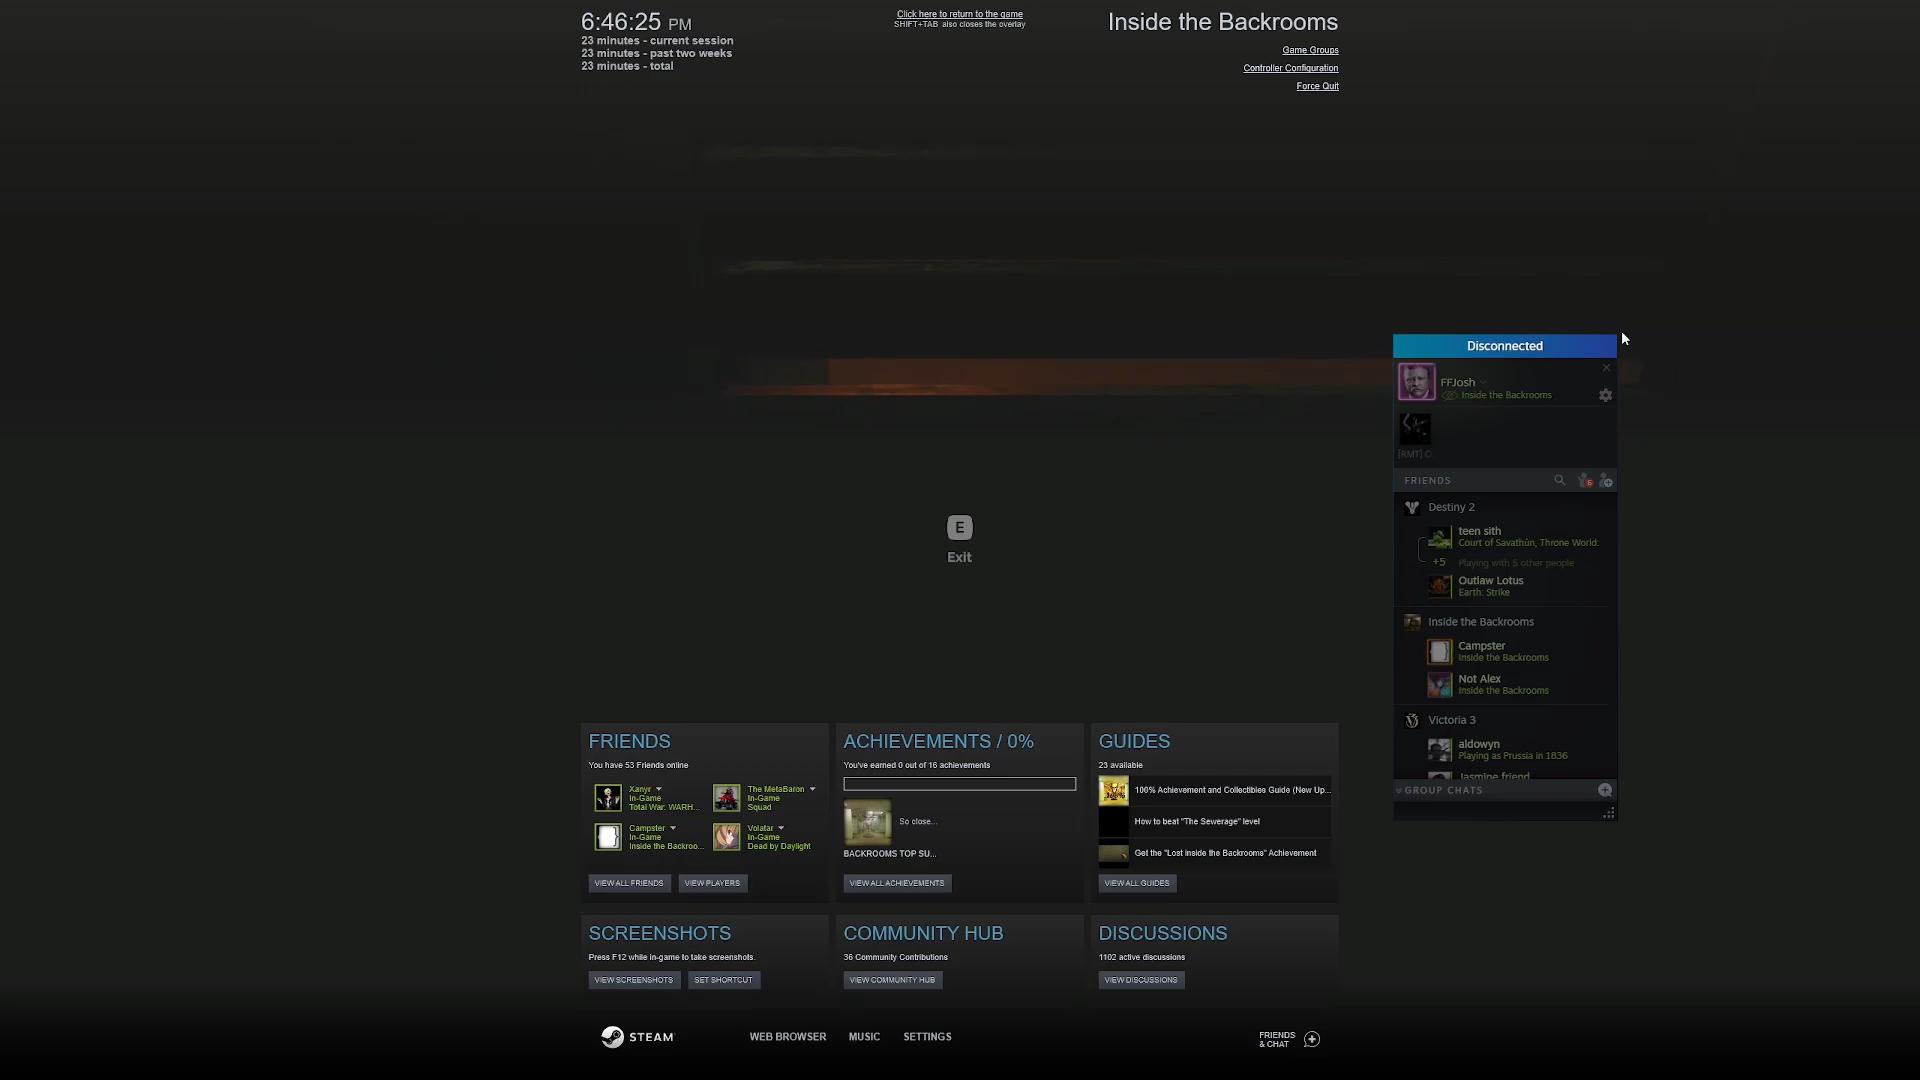 6:46:25 PM
23 minutes - current session
23 minutes - past two weeks
23 minutes - total
Click here to return to the game
SHIFT+TAB also closes the overlay
Inside the Backrooms
Game Groups
Controller Configuration
Force Quit
Disconnected
FFJosh
Inside the Backrooms
[RMT] O
FRIENDS
6
Destiny 2
teen sith
Court of Savathûn, Throne World:
+5 Playing with 5 other people
Outlaw Lotus
Earth: Strike
Inside the Backrooms
Campster
Inside the Backrooms
Not Alex
Inside the Backrooms
Victoria 3
aldowyn
Playing as Prussia in 1836
Jasmine friend
GROUP CHATS
E
Exit
FRIENDS
You have 53 Friends online
Xanyr
In-Game
Total War: WARH...
The MetaBaron
In-Game
Squad
Campster
In-Game
Inside the Backroo...
Volatar
In-Game
Dead by Daylight
VIEW ALL FRIENDS
VIEW PLAYERS
ACHIEVEMENTS / 0%
You've earned 0 out of 16 achievements
So close...
BACKROOMS TOP SU...
VIEW ALL ACHIEVEMENTS
GUIDES
23 available
100% Achievement and Collectibles Guide (New Up...
How to beat "The Sewerage" level
Get the "Lost inside the Backrooms" Achievement
VIEW ALL GUIDES
SCREENSHOTS
Press F12 while in-game to take screenshots.
VIEW SCREENSHOTS
SET SHORTCUT
COMMUNITY HUB
36 Community Contributions
VIEW COMMUNITY HUB
DISCUSSIONS
1102 active discussions
VIEW DISCUSSIONS
STEAM
WEB BROWSER
MUSIC
SETTINGS
FRIENDS
& CHAT